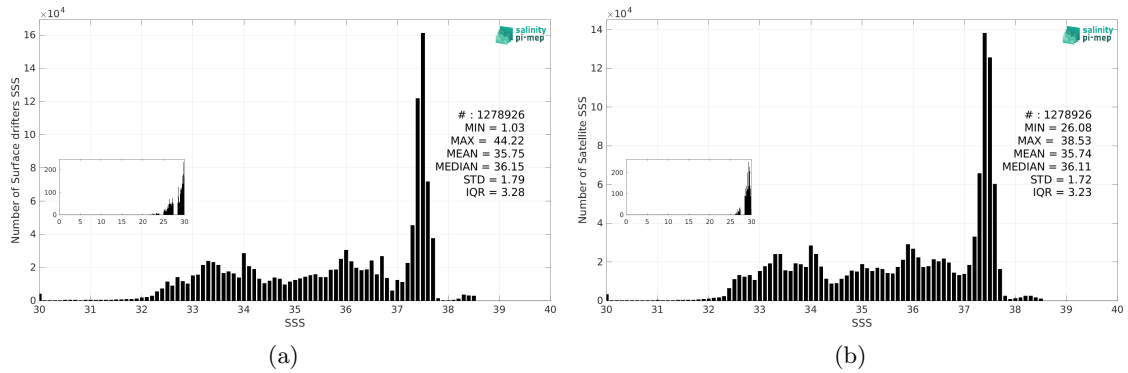 ×10⁴
16
14
12
10
8
6
4
2
0
Number of Surface drifters SSS
salinity
pi-mep
# : 1278926
MIN = 1.03
MAX = 44.22
MEAN = 35.75
MEDIAN = 36.15
STD = 1.79
IQR = 3.28
200
100
0
0 5 10 15 20 25 30
30 31 32 33 34 35 36 37 38 39 40
SSS
(a)
×10⁴
14
12
10
8
6
4
2
0
Number of Satellite SSS
salinity
pi-mep
# : 1278926
MIN = 26.08
MAX = 38.53
MEAN = 35.74
MEDIAN = 36.11
STD = 1.72
IQR = 3.23
200
100
0
0 5 10 15 20 25 30
30 31 32 33 34 35 36 37 38 39 40
SSS
(b)